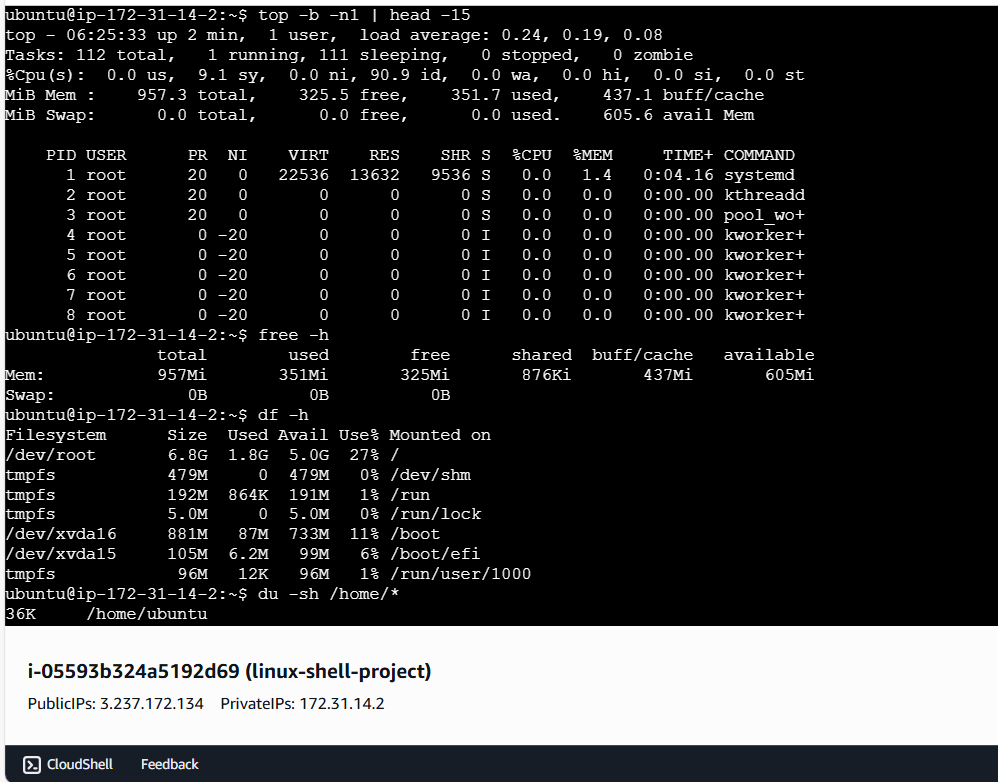 ubuntu@ip-172-31-14-2:~$ top -b -n1 | head -15
top - 06:25:33 up 2 min,  1 user,  load average: 0.24, 0.19, 0.08
Tasks: 112 total,   1 running, 111 sleeping,   0 stopped,   0 zombie
%Cpu(s):  0.0 us,  9.1 sy,  0.0 ni, 90.9 id,  0.0 wa,  0.0 hi,  0.0 si,  0.0 st
MiB Mem :    957.3 total,    325.5 free,    351.7 used,    437.1 buff/cache
MiB Swap:      0.0 total,      0.0 free,      0.0 used.    605.6 avail Mem
    PID USER      PR  NI    VIRT    RES    SHR S  %CPU  %MEM     TIME+ COMMAND
      1 root      20   0   22536  13632   9536 S   0.0   1.4   0:04.16 systemd
      2 root      20   0       0      0      0 S   0.0   0.0   0:00.00 kthreadd
      3 root      20   0       0      0      0 S   0.0   0.0   0:00.00 pool_wo+
      4 root       0 -20       0      0      0 I   0.0   0.0   0:00.00 kworker+
      5 root       0 -20       0      0      0 I   0.0   0.0   0:00.00 kworker+
      6 root       0 -20       0      0      0 I   0.0   0.0   0:00.00 kworker+
      7 root       0 -20       0      0      0 I   0.0   0.0   0:00.00 kworker+
      8 root       0 -20       0      0      0 I   0.0   0.0   0:00.00 kworker+
ubuntu@ip-172-31-14-2:~$ free -h
               total        used        free      shared  buff/cache   available
Mem:           957Mi       351Mi       325Mi       876Ki       437Mi       605Mi
Swap:             0B          0B          0B
ubuntu@ip-172-31-14-2:~$ df -h
Filesystem      Size  Used Avail Use% Mounted on
/dev/root       6.8G  1.8G  5.0G  27% /
tmpfs           479M     0  479M   0% /dev/shm
tmpfs           192M  864K  191M   1% /run
tmpfs           5.0M     0  5.0M   0% /run/lock
/dev/xvda16     881M   87M  733M  11% /boot
/dev/xvda15     105M  6.2M   99M   6% /boot/efi
tmpfs            96M   12K   96M   1% /run/user/1000
ubuntu@ip-172-31-14-2:~$ du -sh /home/*
36K     /home/ubuntu
i-05593b324a5192d69 (linux-shell-project)
PublicIPs: 3.237.172.134    PrivateIPs: 172.31.14.2
CloudShell    Feedback